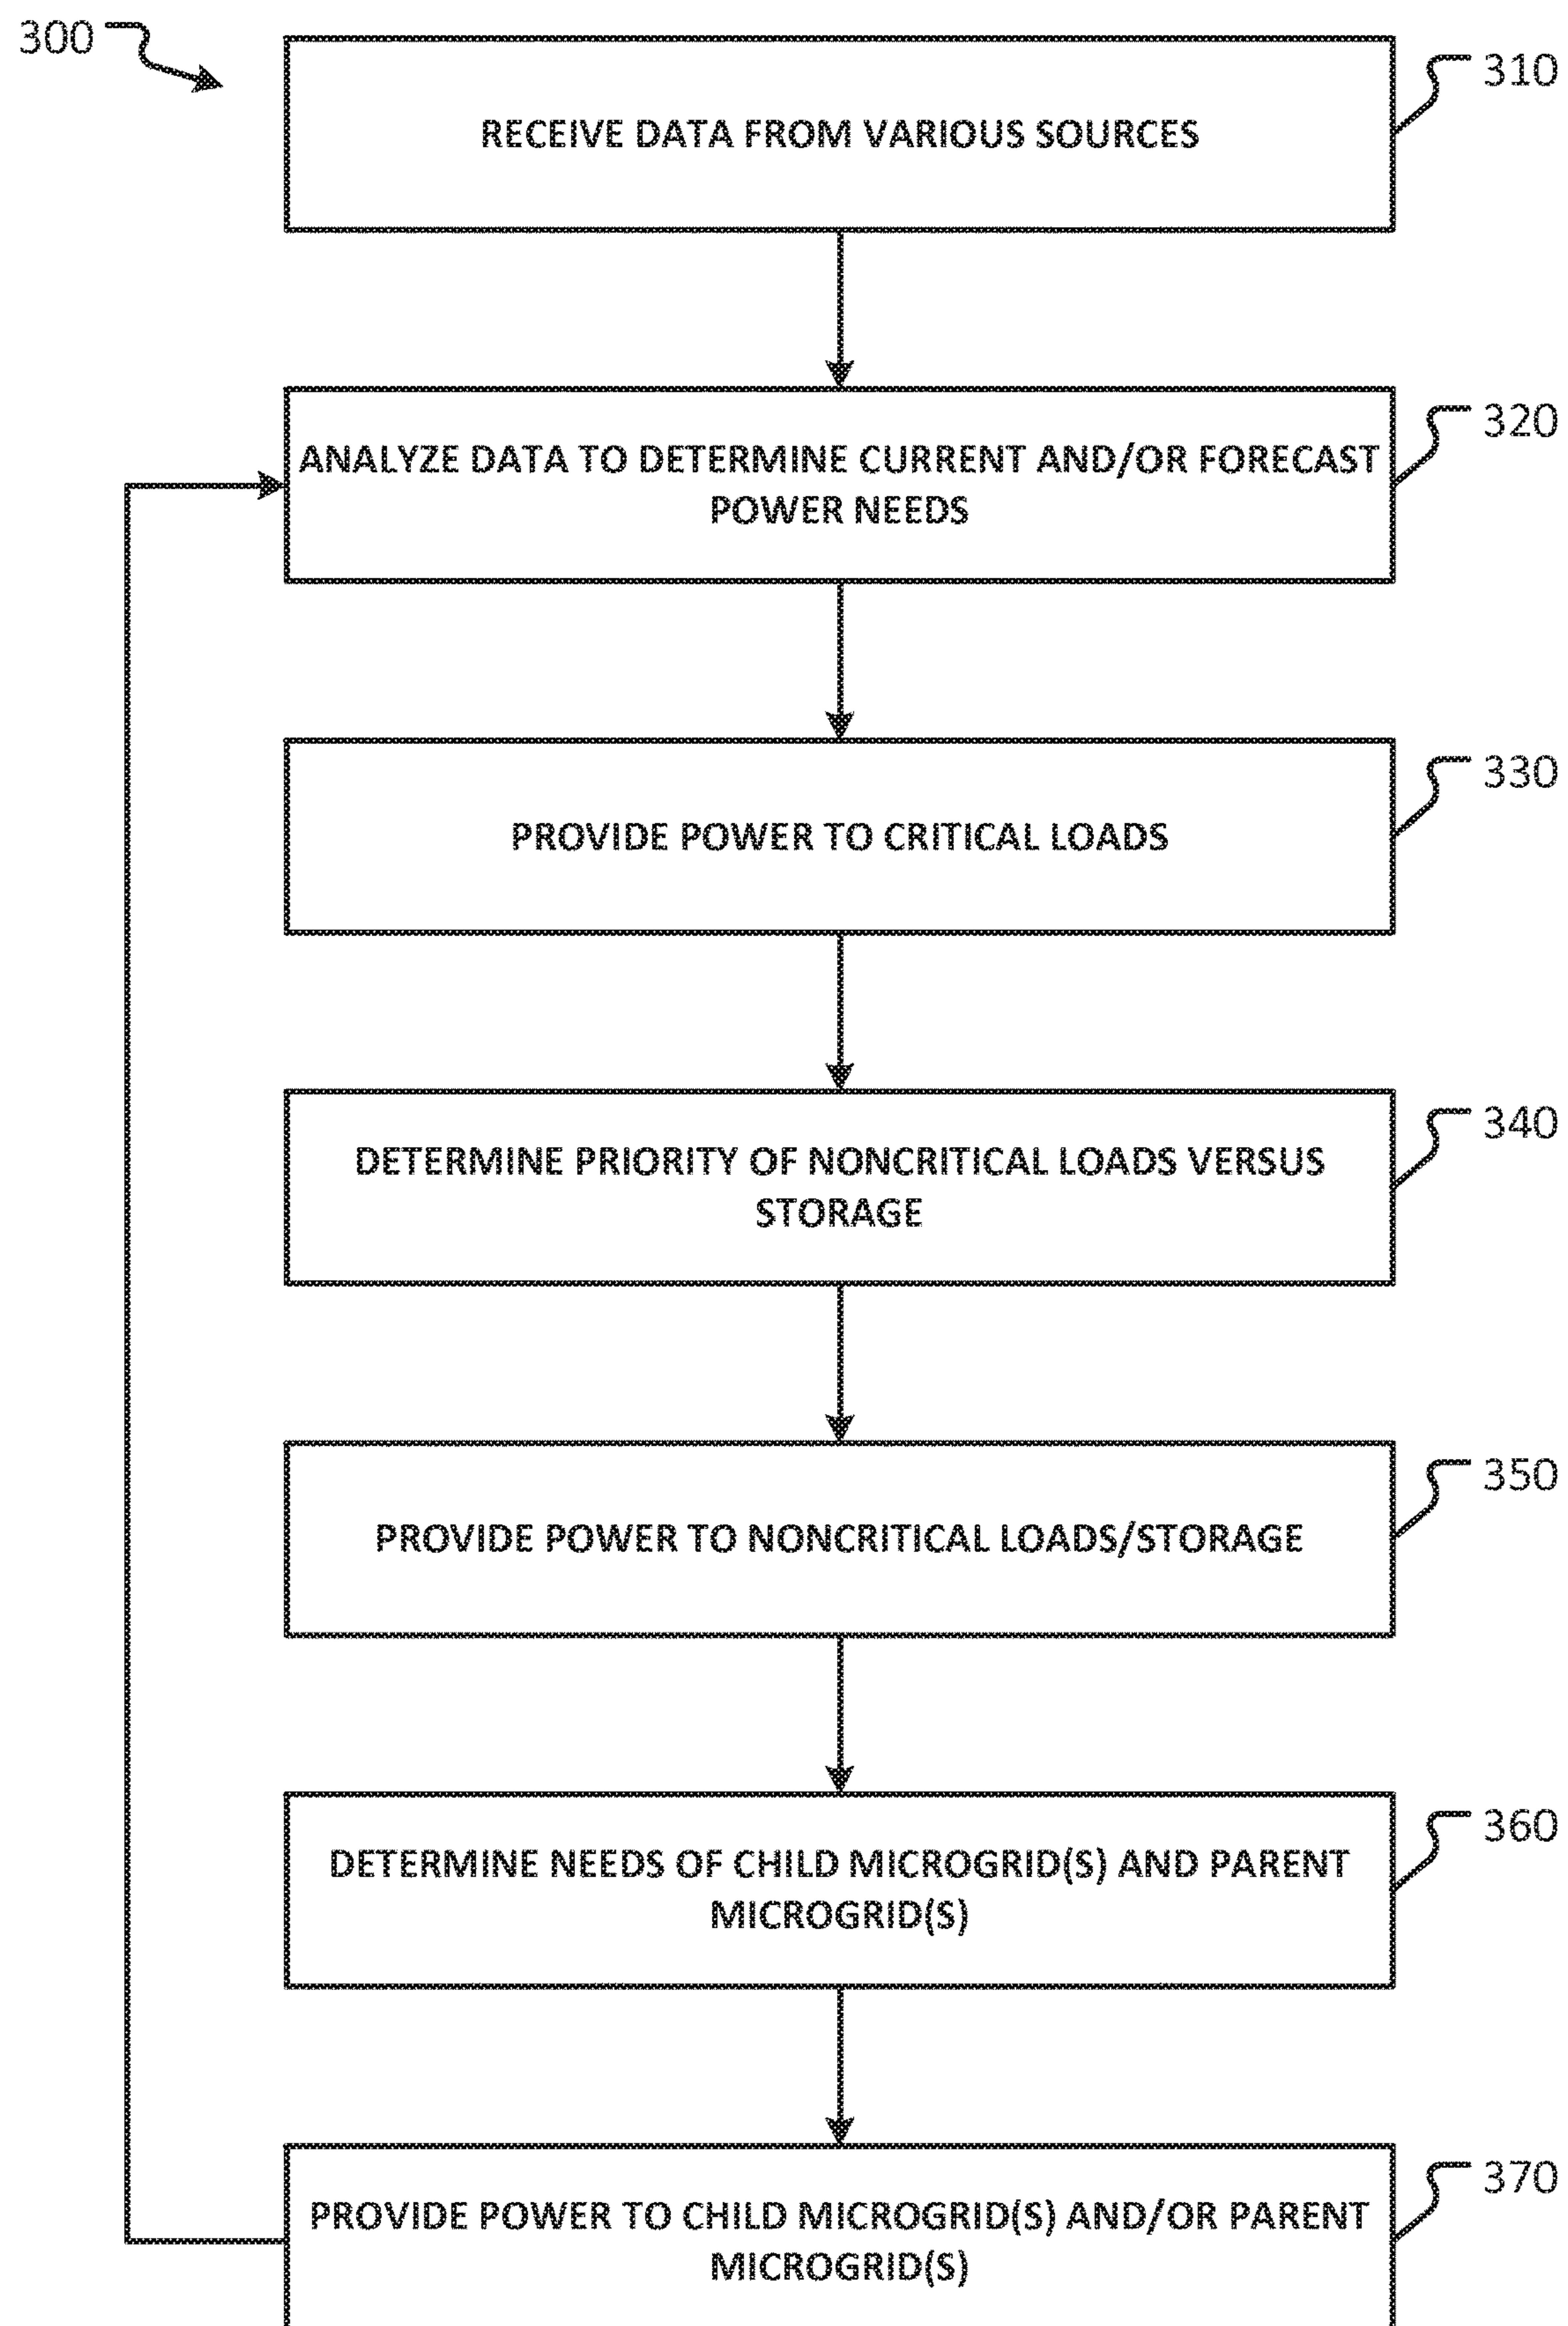 300
310
RECEIVE DATA FROM VARIOUS SOURCES
320
ANALYZE DATA TO DETERMINE CURRENT AND/OR FORECAST
POWER NEEDS
330
PROVIDE POWER TO CRITICAL LOADS
340
DETERMINE PRIORITY OF NONCRITICAL LOADS VERSUS
STORAGE
350
PROVIDE POWER TO NONCRITICAL LOADS/STORAGE
360
DETERMINE NEEDS OF CHILD MICROGRID(S) AND PARENT
MICROGRID(S)
370
PROVIDE POWER TO CHILD MICROGRID(S) AND/OR PARENT
MICROGRID(S)